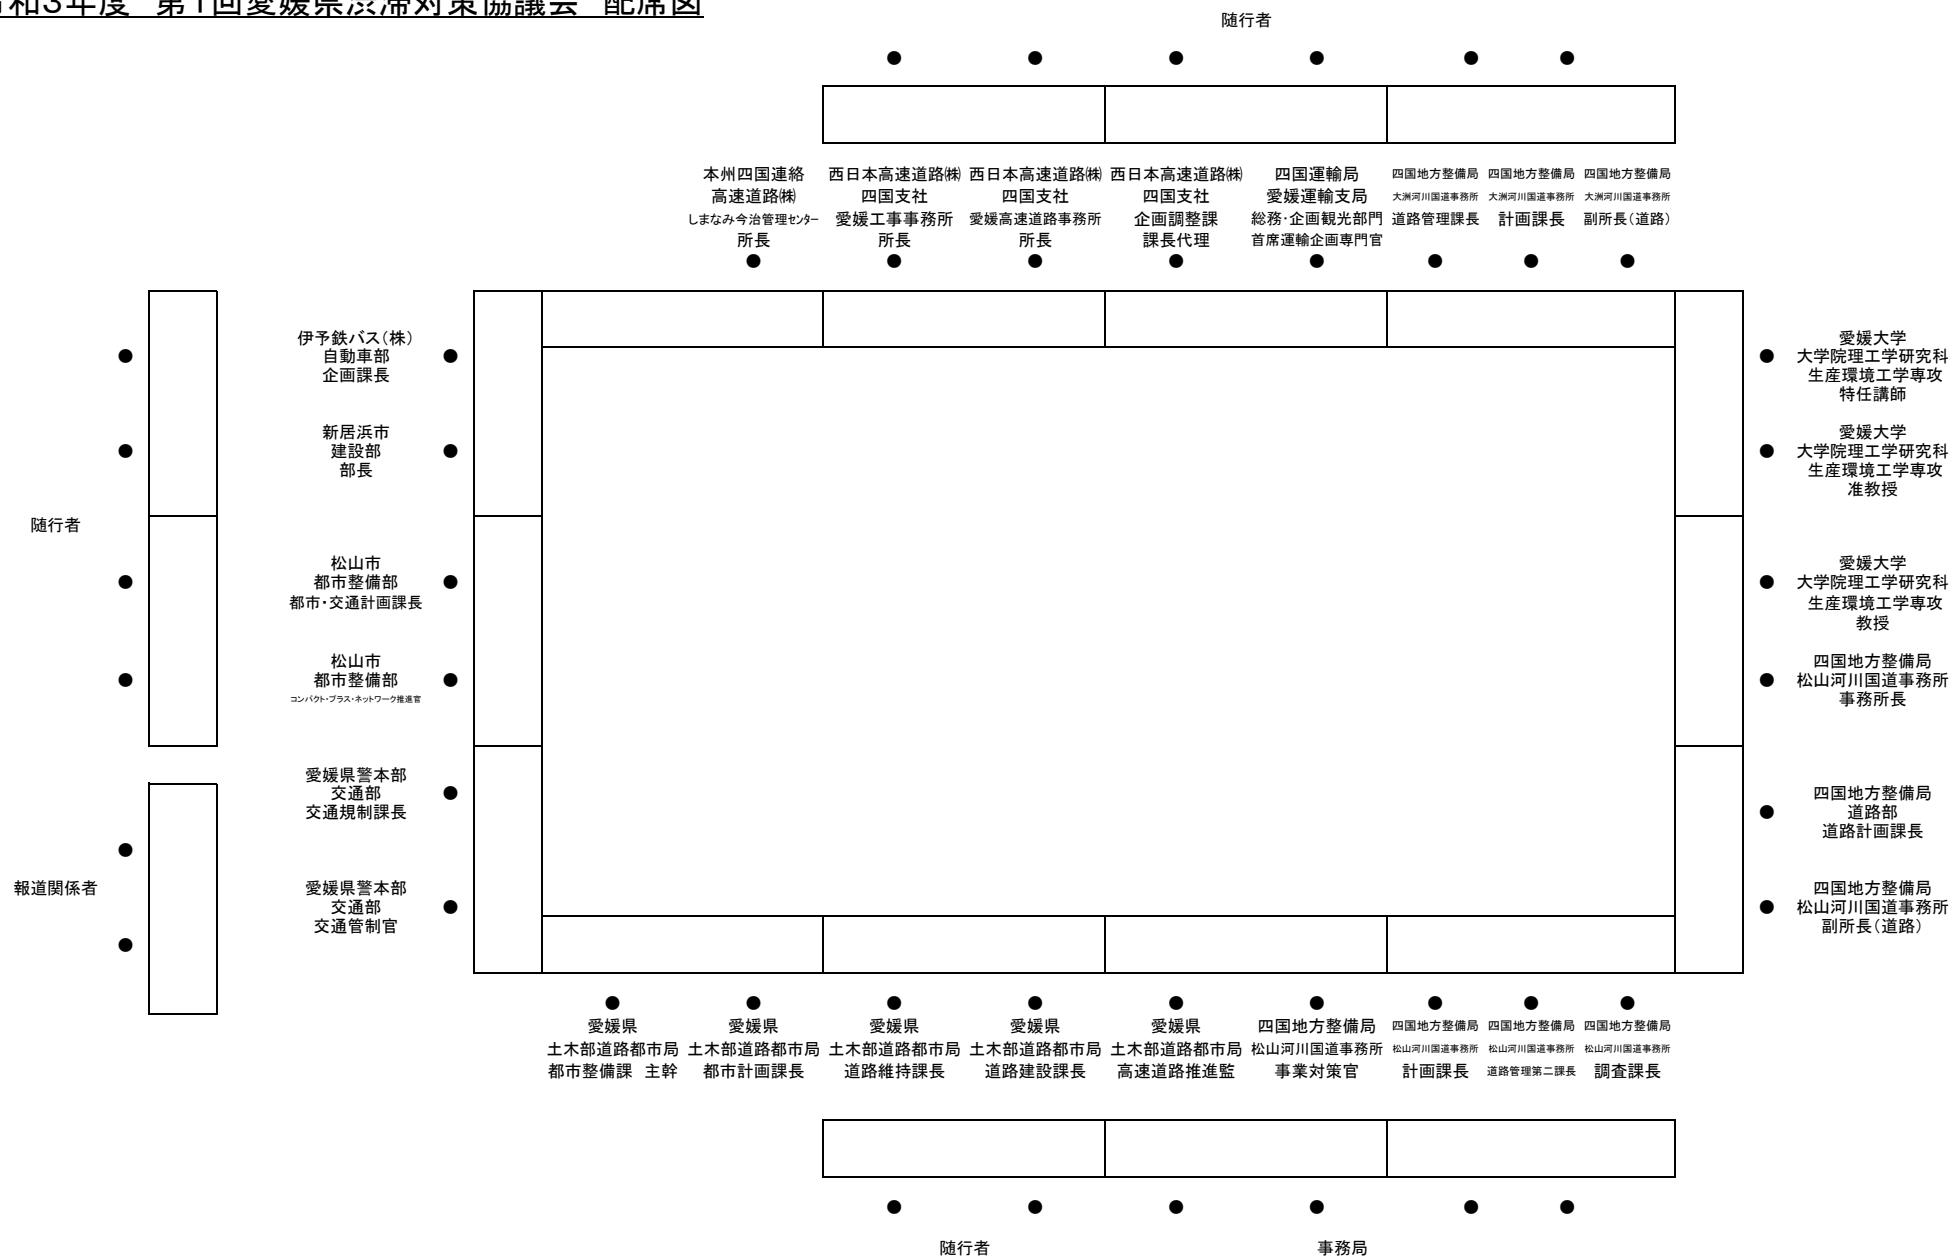 令和3年度 第1回愛媛県渋滞対策協議会 配席図
随行者
本州四国連絡
高速道路㈱
しまなみ今治管理センター
所長
西日本高速道路㈱
四国支社
愛媛工事事務所
所長
西日本高速道路㈱
四国支社
愛媛高速道路事務所
所長
西日本高速道路㈱
四国支社
企画調整課
課長代理
四国運輸局
愛媛運輸支局
総務・企画観光部門
首席運輸企画専門官
四国地方整備局
大洲河川国道事務所
道路管理課長
四国地方整備局
大洲河川国道事務所
計画課長
四国地方整備局
大洲河川国道事務所
副所長(道路)
伊予鉄バス(株)
自動車部
企画課長
新居浜市
建設部
部長
随行者
松山市
都市整備部
都市・交通計画課長
松山市
都市整備部
コンパクト・プラス・ネットワーク推進官
愛媛県警本部
交通部
交通規制課長
報道関係者
愛媛県警本部
交通部
交通管制官
愛媛大学
大学院理工学研究科
生産環境工学専攻
特任講師
愛媛大学
大学院理工学研究科
生産環境工学専攻
准教授
愛媛大学
大学院理工学研究科
生産環境工学専攻
教授
四国地方整備局
松山河川国道事務所
事務所長
四国地方整備局
道路部
道路計画課長
四国地方整備局
松山河川国道事務所
副所長(道路)
愛媛県
土木部道路都市局
都市整備課 主幹
愛媛県
土木部道路都市局
都市計画課長
愛媛県
土木部道路都市局
道路維持課長
愛媛県
土木部道路都市局
道路建設課長
愛媛県
土木部道路都市局
高速道路推進監
四国地方整備局
松山河川国道事務所
事業対策官
四国地方整備局
松山河川国道事務所
計画課長
四国地方整備局
松山河川国道事務所
道路管理第二課長
四国地方整備局
松山河川国道事務所
調査課長
随行者
事務局